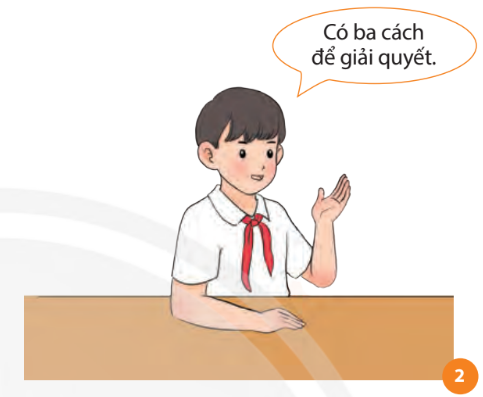 Có ba cách
để giải quyết.
2